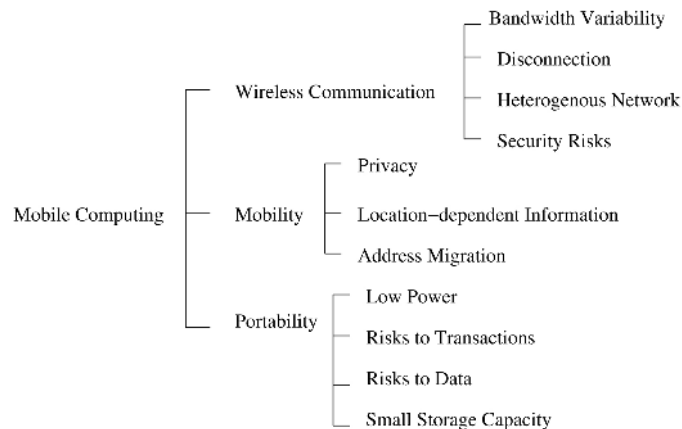 Bandwidth Variability
Disconnection
Wireless Communication
Heterogenous Network
Security Risks
Privacy
Mobile Computing
Mobility
Location-dependent Information
Address Migration
Low Power
Portability
Risks to Transactions
Risks to Data
Small Storage Capacity